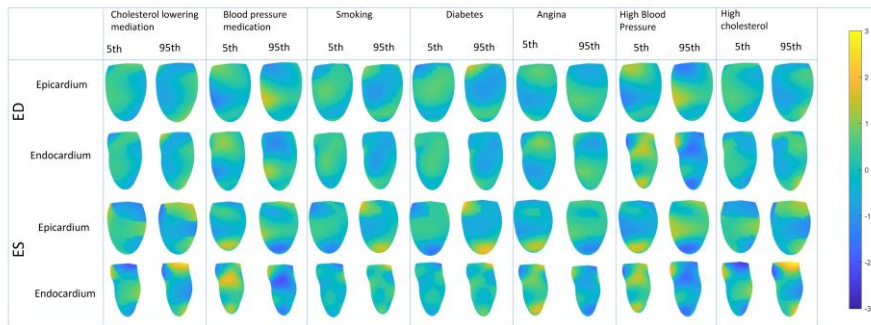 Cholesterol lowering mediation
Blood pressure medication
Smoking
Diabetes
Angina
High Blood Pressure
High cholesterol
5th 95th 5th 95th 5th 95th 5th 95th 5th 95th 5th 95th 5th 95th
ED
Epicardium
Endocardium
ES
Epicardium
Endocardium
3
2
1
0
-1
-2
-3